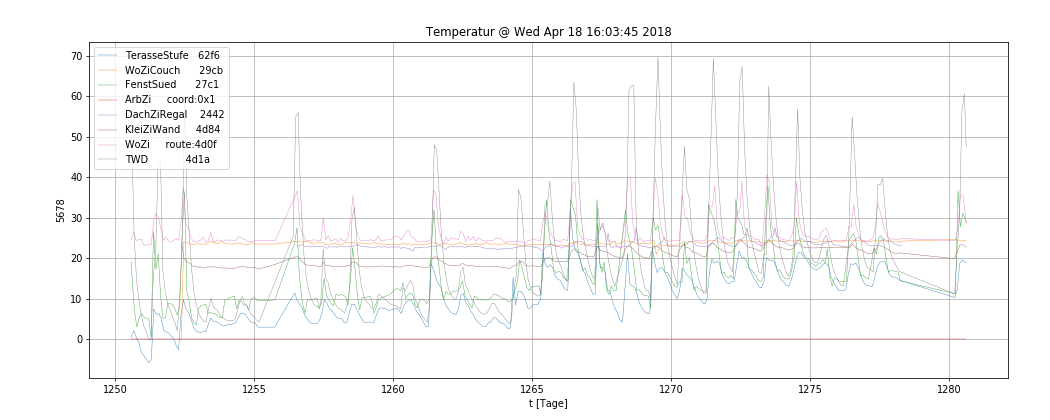 Temperatur @ Wed Apr 18 16:03:45 2018
70
60
50
40
30
20
10
0
5678
TerasseStufe 62f6
WoZiCouch 29cb
FenstSued 27c1
ArbZi coord:0x1
DachZiRegal 2442
KleiZiWand 4d84
WoZi route:4d0f
TWD 4d1a
1250 1255 1260 1265 1270 1275 1280
t [Tage]